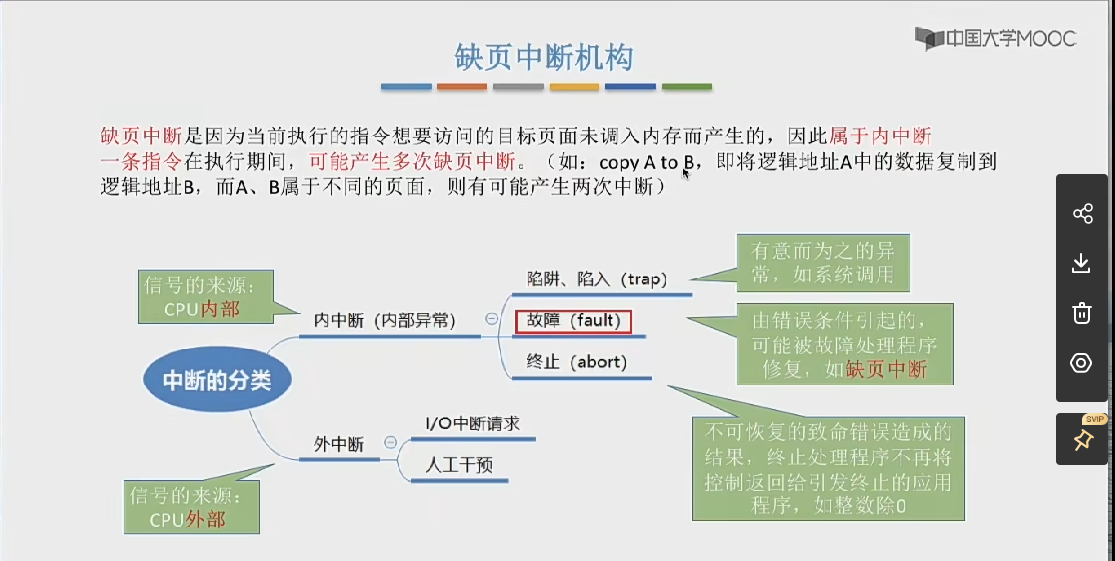 中国大学MOOC
缺页中断机构
缺页中断是因为当前执行的指令想要访问的目标页面未调入内存而产生的，因此属于内中断
一条指令在执行期间，可能产生多次缺页中断。（如：copy A to B，即将逻辑地址A中的数据复制到
逻辑地址B，而A、B属于不同的页面，则有可能产生两次中断）
有意而为之的异
常，如系统调用
信号的来源：
CPU内部
陷阱、陷入（trap）
内中断（内部异常）
故障（fault）
由错误条件引起的，
可能被故障处理程序
修复，如缺页中断
终止（abort）
中断的分类
I/O中断请求
外中断
人工干预
不可恢复的致命错误造成的
结果，终止处理程序不再将
控制返回给引发终止的应用
程序，如整数除0
信号的来源：
CPU外部
SVIP